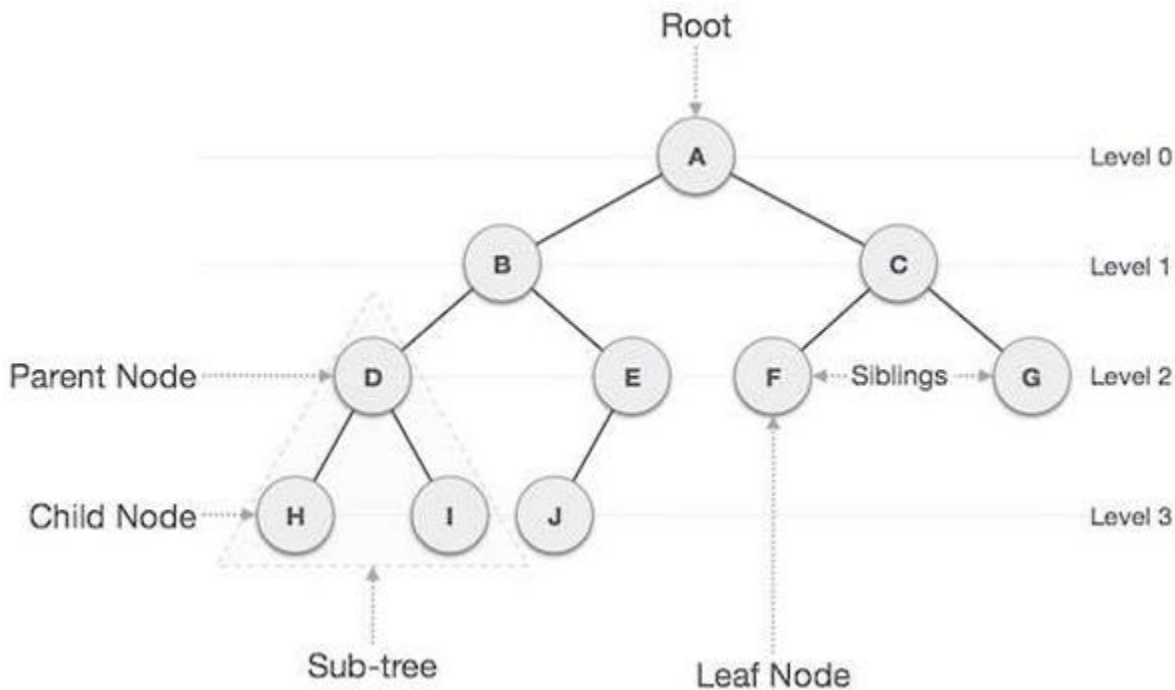 Root
A
Level 0
B
C
Level 1
Parent Node
D
E
F
Siblings
G
Level 2
Child Node
H
I
J
Level 3
Sub-tree
Leaf Node